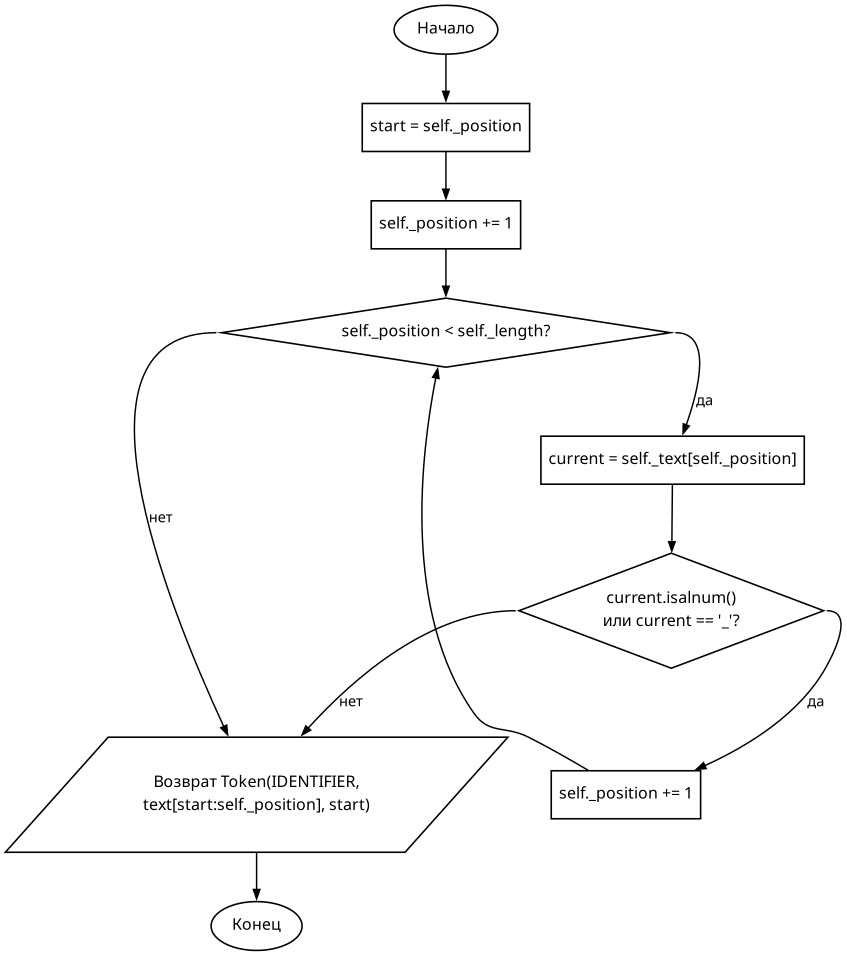 Начало
start = self._position
self._position += 1
self._position < self._length?
да
current = self._text[self._position]
нет
current.isalnum()
или current == '_'?
нет
да
Возврат Token(IDENTIFIER,
text[start:self._position], start)
self._position += 1
Конец